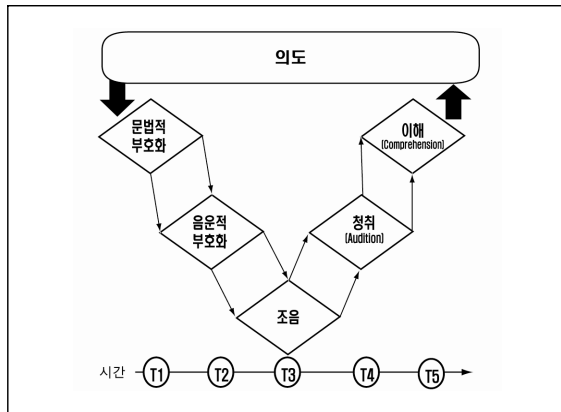 의도
문법적
부호화
이해
(Comprehension)
음운적
부호화
청취
(Audition)
조음
시간 T1 T2 T3 T4 T5